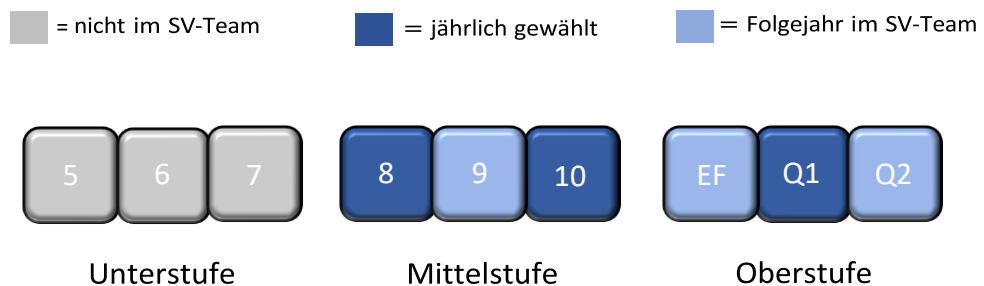 = nicht im SV-Team
= jährlich gewählt
= Folgejahr im SV-Team
5 6 7 8 9 10 EF Q1 Q2
Unterstufe Mittelstufe Oberstufe